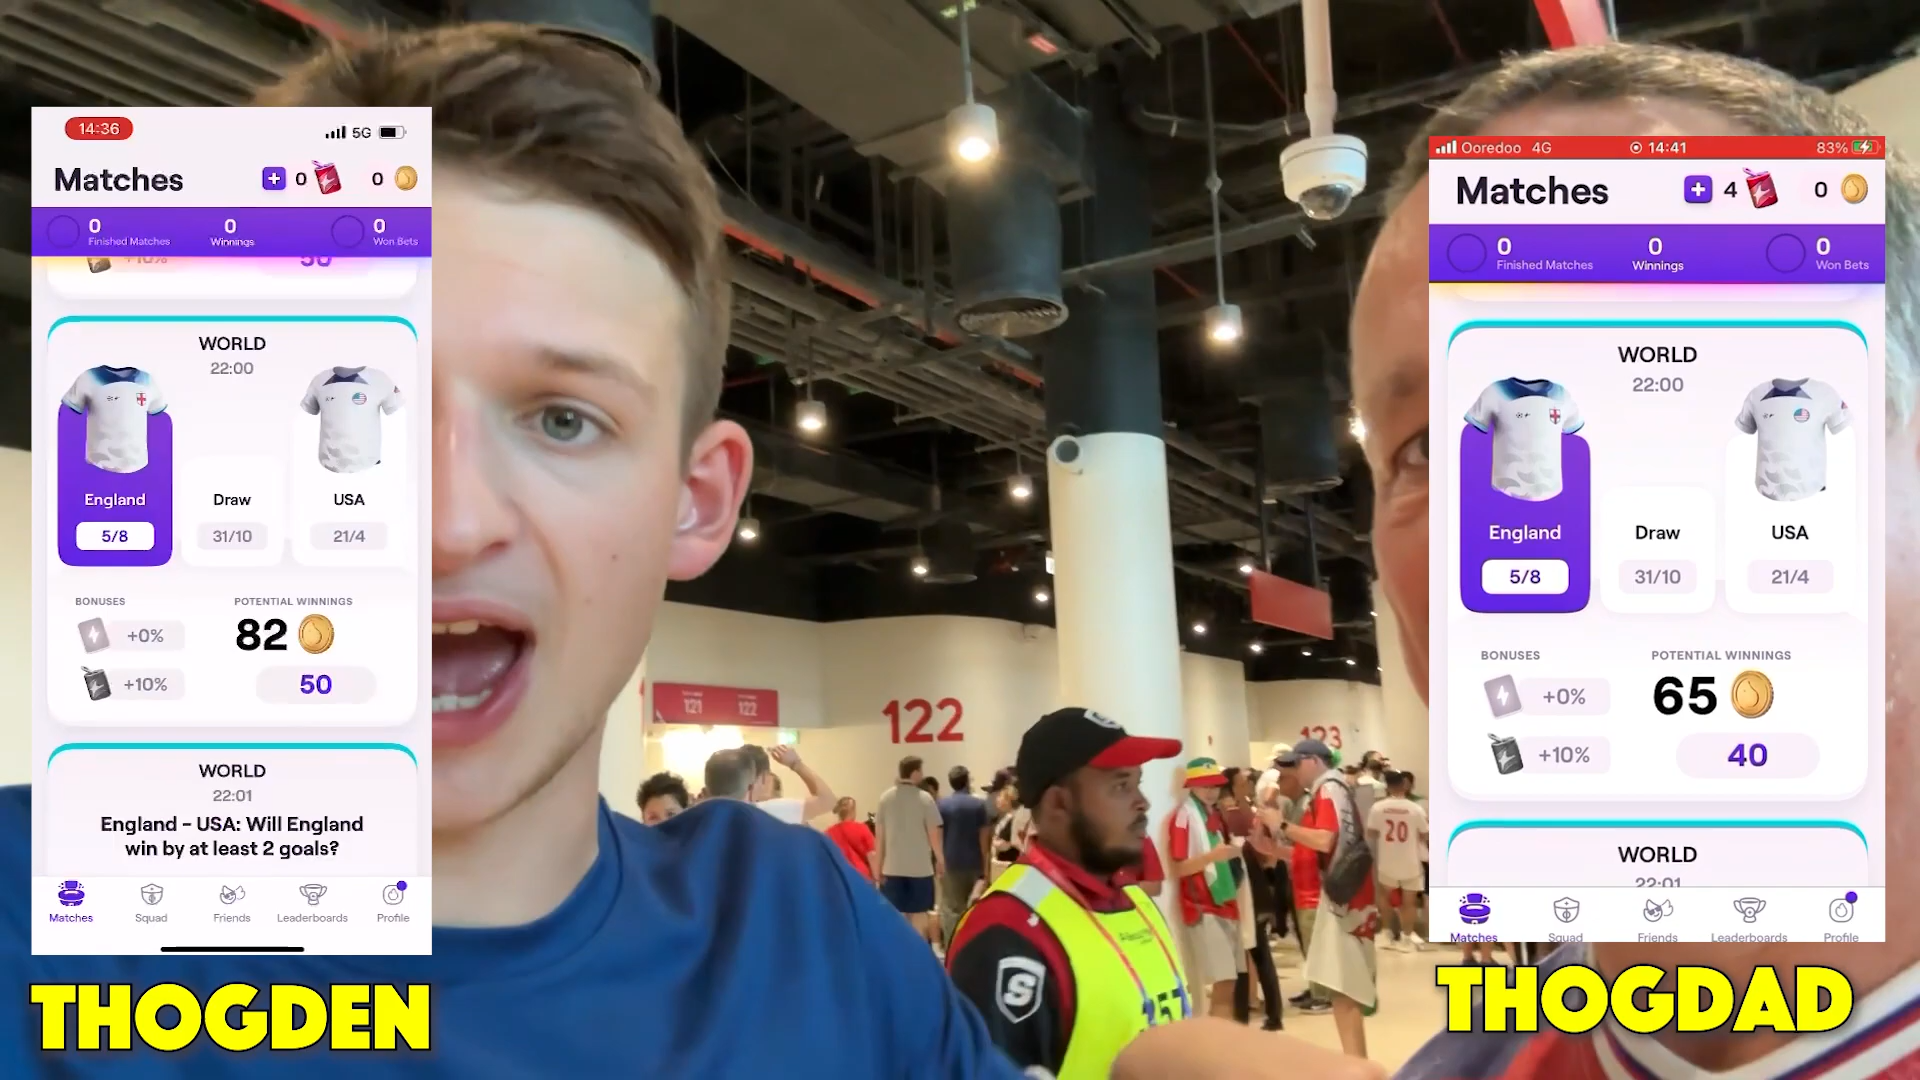 14:36
5G
Matches
0
0
0
Finished Matches
0
Winnings
0
Won Bets
+10%
50
WORLD
22:00
England
5/8
Draw
31/10
USA
21/4
BONUSES
+0%
+10%
POTENTIAL WINNINGS
82
50
WORLD
22:01
England - USA: Will England
win by at least 2 goals?
Matches
Squad
Friends
Leaderboards
Profile
THOGDEN
121
122
122
123
20
S
Ooredoo 4G
14:41
83%
Matches
4
0
0
Finished Matches
0
Winnings
0
Won Bets
WORLD
22:00
England
5/8
Draw
31/10
USA
21/4
BONUSES
+0%
+10%
POTENTIAL WINNINGS
65
40
WORLD
22:01
Matches
Squad
Friends
Leaderboards
Profile
THOGDAD